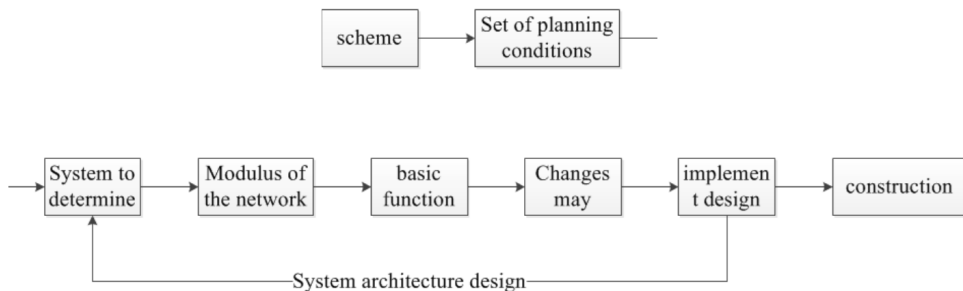 scheme
Set of planning
conditions
System to
determine
Modulus of
the network
basic
function
Changes
may
implemen
t design
construction
System architecture design